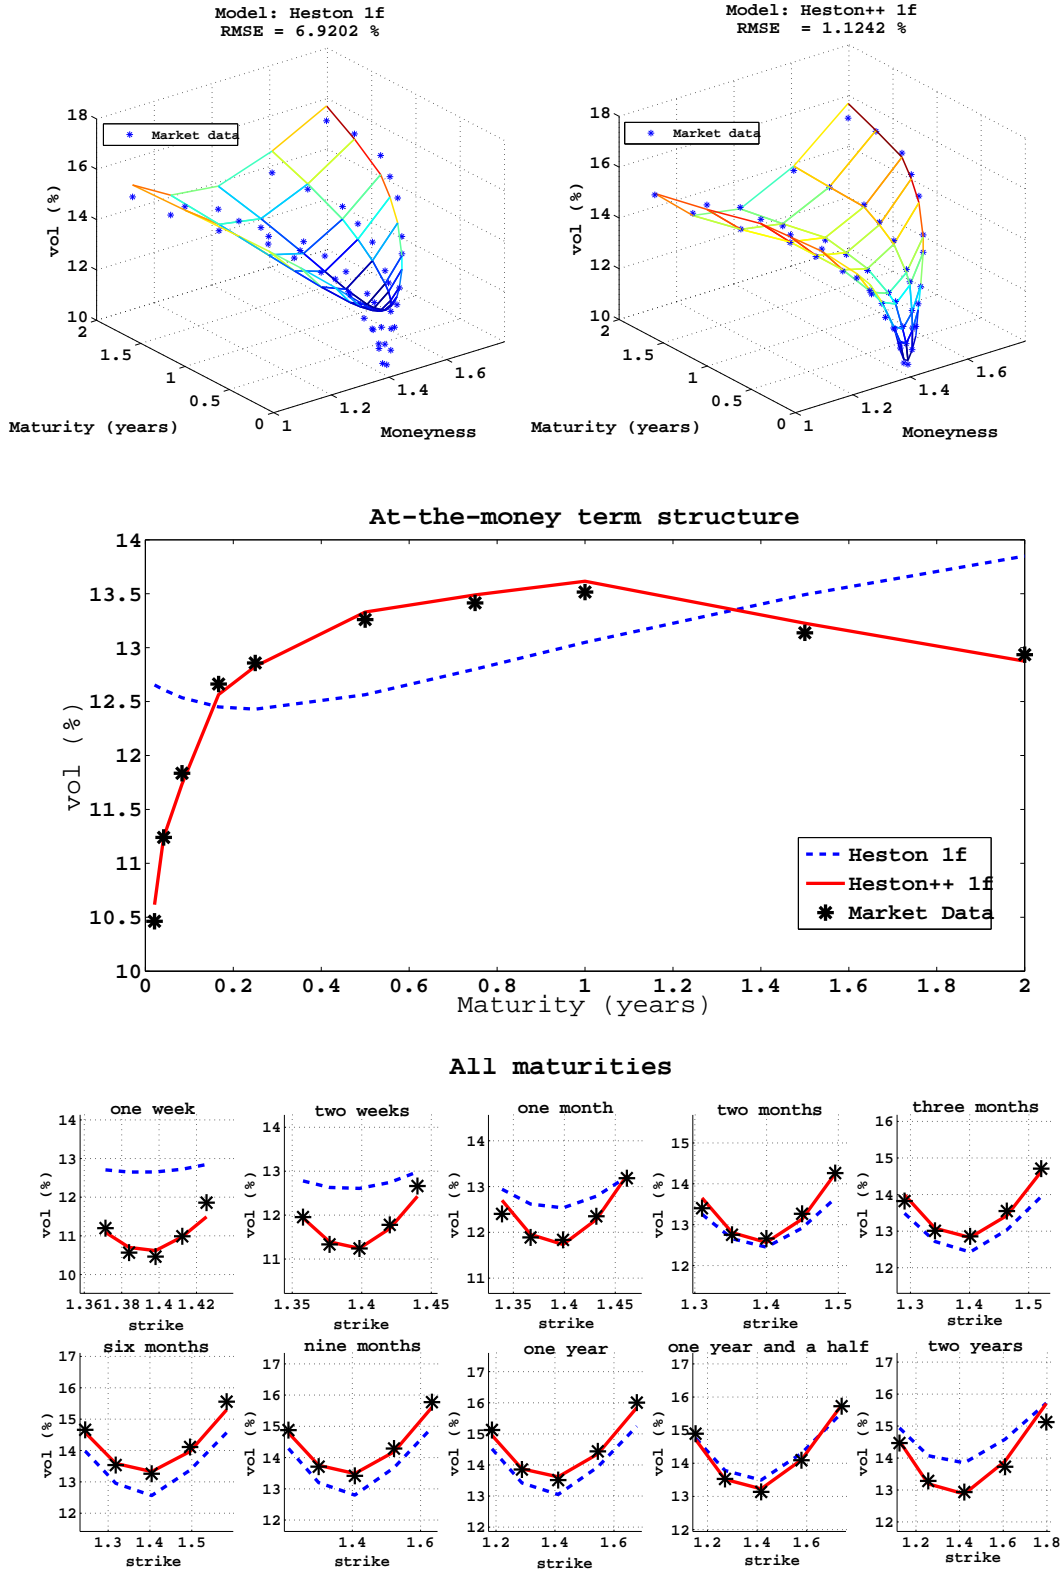 Model: Heston 1f
RMSE = 6.9202 %
Market data
vol (%)
18
16
14
12
10
2
1.5
1
0.5
0
1
1.2
1.4
1.6
Maturity (years)
Moneyness
Model: Heston++ 1f
RMSE = 1.1242 %
Market data
vol (%)
18
16
14
12
10
2
1.5
1
0.5
0
1
1.2
1.4
1.6
Maturity (years)
Moneyness
At-the-money term structure
14
13.5
13
12.5
12
11.5
11
10.5
10
vol (%)
Heston 1f
Heston++ 1f
Market Data
0 0.2 0.4 0.6 0.8 1 1.2 1.4 1.6 1.8 2
Maturity (years)
All maturities
one week
14
13
12
11
10
vol (%)
1.36 1.38 1.4 1.42
strike
two weeks
14
13
12
11
vol (%)
1.35 1.4 1.45
strike
one month
14
13
12
11
vol (%)
1.35 1.4 1.45
strike
two months
15
14
13
12
vol (%)
1.3 1.4 1.5
strike
three months
16
15
14
13
12
vol (%)
1.3 1.4 1.5
strike
six months
17
16
15
14
13
12
vol (%)
1.3 1.4 1.5
strike
nine months
17
16
15
14
13
12
vol (%)
1.4 1.6
strike
one year
17
16
15
14
13
12
vol (%)
1.2 1.4 1.6
strike
one year and a half
17
16
15
14
13
12
vol (%)
1.2 1.4 1.6
strike
two years
17
16
15
14
13
12
vol (%)
1.2 1.4 1.6 1.8
strike